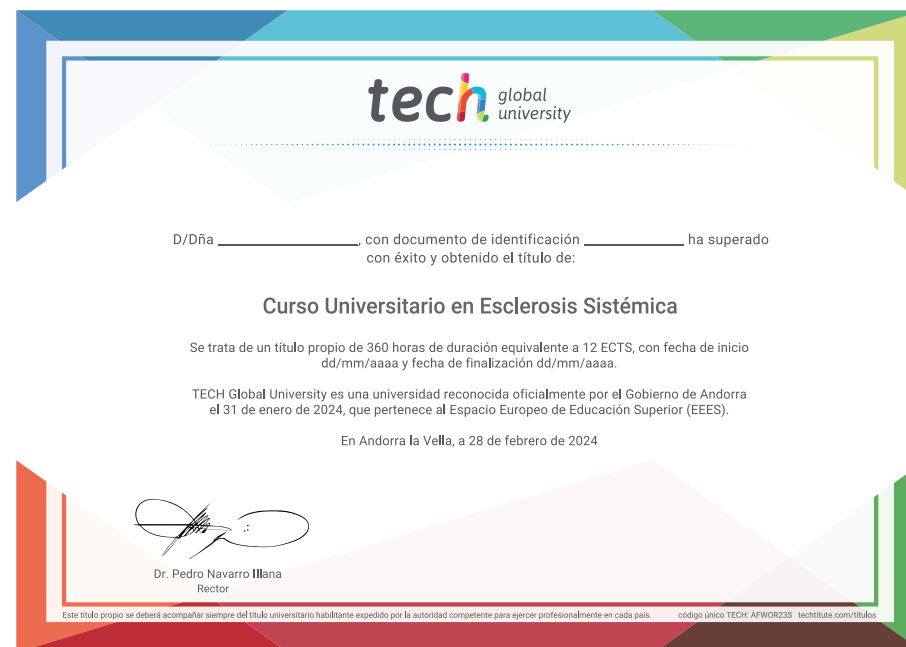 tech global university
D/Dña ________________, con documento de identificación ____________ ha superado
con éxito y obtenido el título de:
Curso Universitario en Esclerosis Sistémica
Se trata de un título propio de 360 horas de duración equivalente a 12 ECTS, con fecha de inicio
dd/mm/aaaa y fecha de finalización dd/mm/aaaa.
TECH Global University es una universidad reconocida oficialmente por el Gobierno de Andorra
el 31 de enero de 2024, que pertenece al Espacio Europeo de Educación Superior (EEES).
En Andorra la Vella, a 28 de febrero de 2024
Dr. Pedro Navarro Illana
Rector
Este título propio se deberá acompañar siempre del título universitario habilitante expedido por la autoridad competente para ejercer profesionalmente en cada país. código único TECH: AFWOR23S techtitute.com/titulos